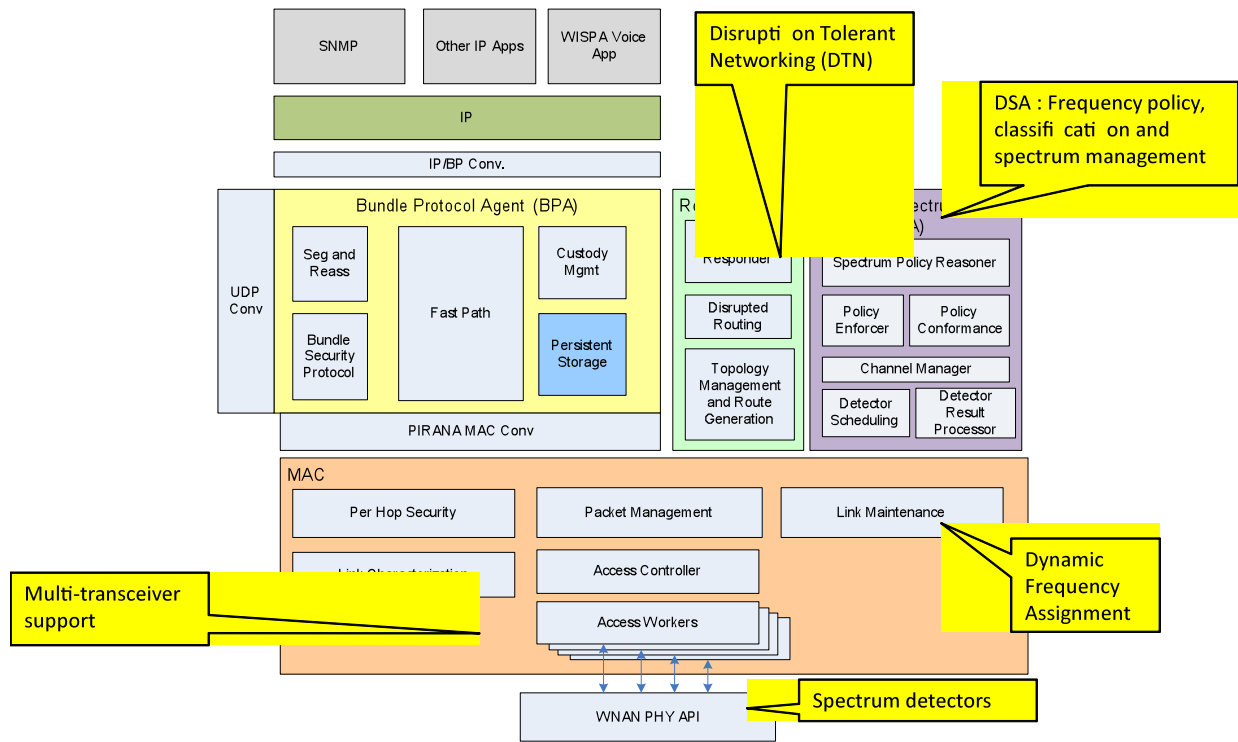 SNMP
Other IP Apps
WISPA Voice
App
Disrupti on Tolerant
Networking (DTN)
DSA : Frequency policy,
classifi cati on and
spectrum management
IP
IP/BP Conv.
UDP
Conv
Bundle Protocol Agent (BPA)
Seg and
Reass
Bundle
Security
Protocol
Fast Path
Custody
Mgmt
Persistent
Storage
PIRANA MAC Conv
Responder
Disrupted
Routing
Topology
Management
and Route
Generation
Spectrum Policy Reasoner
Policy
Enforcer
Policy
Conformance
Channel Manager
Detector
Scheduling
Detector
Result
Processor
MAC
Per Hop Security
Packet Management
Link Maintenance
Link Characterization
Access Controller
Access Workers
Multi-transceiver
support
Dynamic
Frequency
Assignment
WNAN PHY API
Spectrum detectors